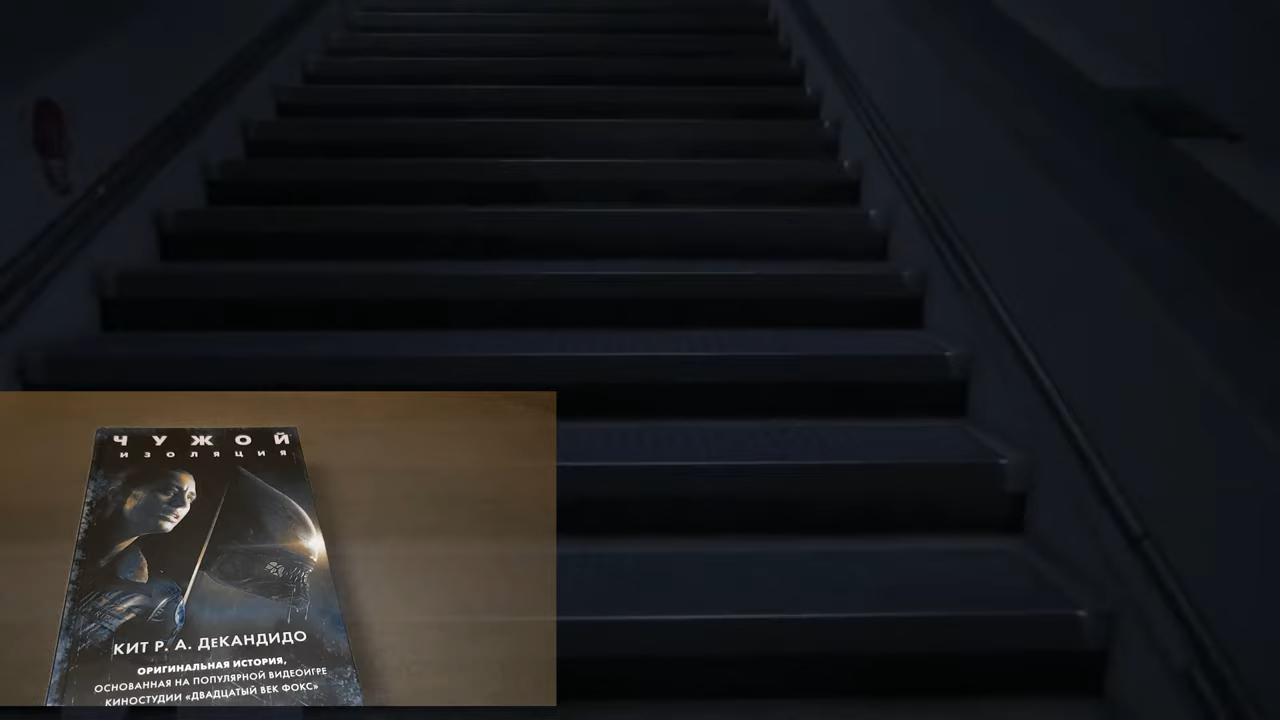 ЧУЖОЙ
ИЗОЛЯЦИЯ
КИТ Р. А. ДеКАНДИДО
ОРИГИНАЛЬНАЯ ИСТОРИЯ,
ОСНОВАННАЯ НА ПОПУЛЯРНОЙ ВИДЕОИГРЕ
КИНОСТУДИИ «ДВАДЦАТЫЙ ВЕК ФОКС»